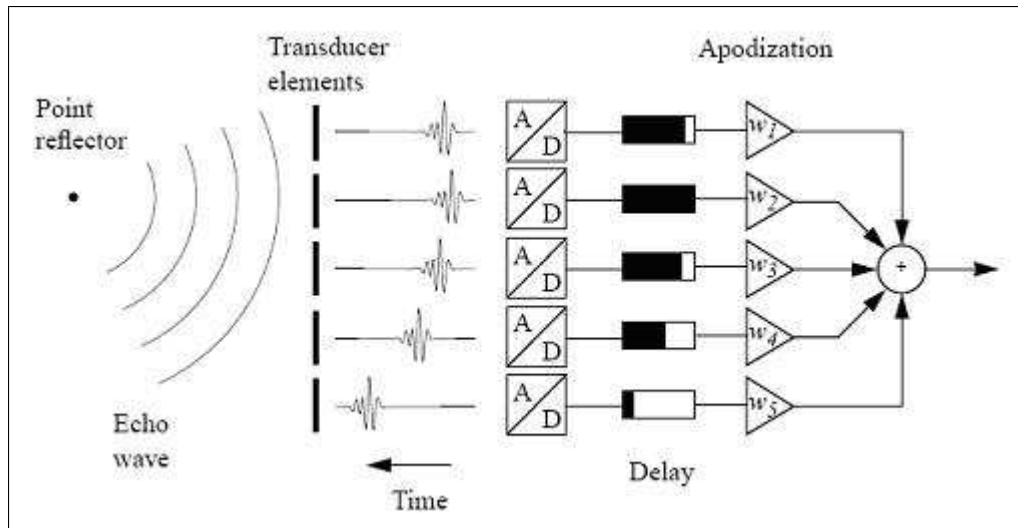 Transducer
elements
Apodization
Point
reflector
A
D
w1
A
D
w2
A
D
w3
+
A
D
w4
A
D
w5
Echo
wave
Time
Delay